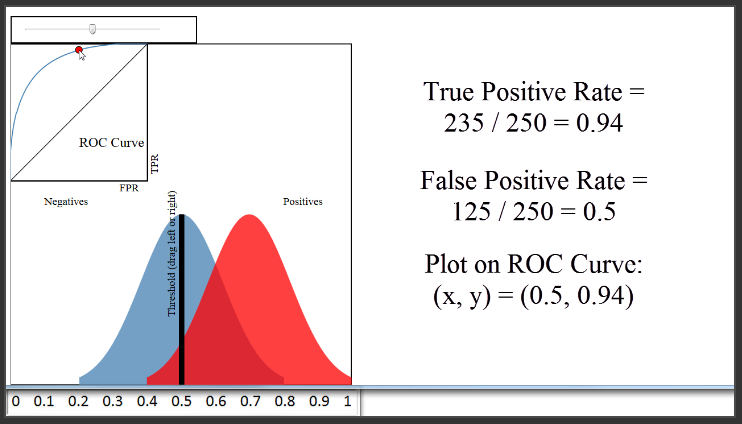 ROC Curve
TPR
FPR
Negatives
Positives
Threshold (drag left or right)
0 0.1 0.2 0.3 0.4 0.5 0.6 0.7 0.8 0.9 1
True Positive Rate =
235 / 250 = 0.94
False Positive Rate =
125 / 250 = 0.5
Plot on ROC Curve:
(x, y) = (0.5, 0.94)